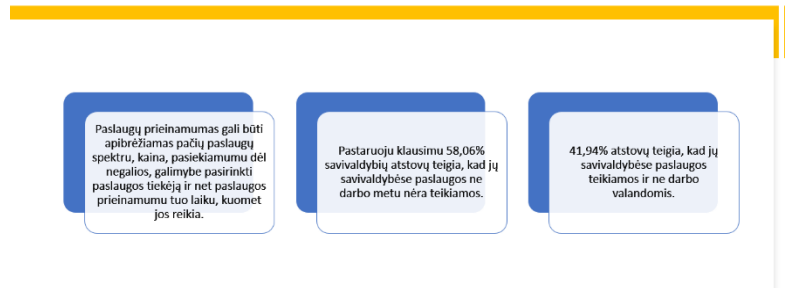 Paslaugų prieinamumas gali būti
apibrėžiamas pačių paslaugų
spektru, kaina, pasiekiamumu dėl
negalios, galimybe pasirinkti
paslaugos tiekėją ir net paslaugos
prieinamumu tuo laiku, kuomet
jos reikia.
Pastaruoju klausimu 58,06%
savivaldybių atstovų teigia, kad jų
savivaldybėse paslaugos ne
darbo metu nėra teikiamos.
41,94% atstovų teigia, kad jų
savivaldybėse paslaugos
teikiamos ir ne darbo
valandomis.